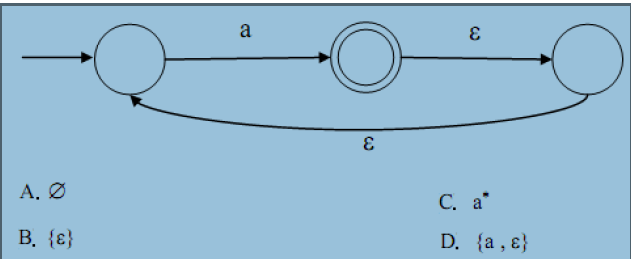 a
ε
ε
A. ∅
C. a*
B. {ε}
D. {a , ε}